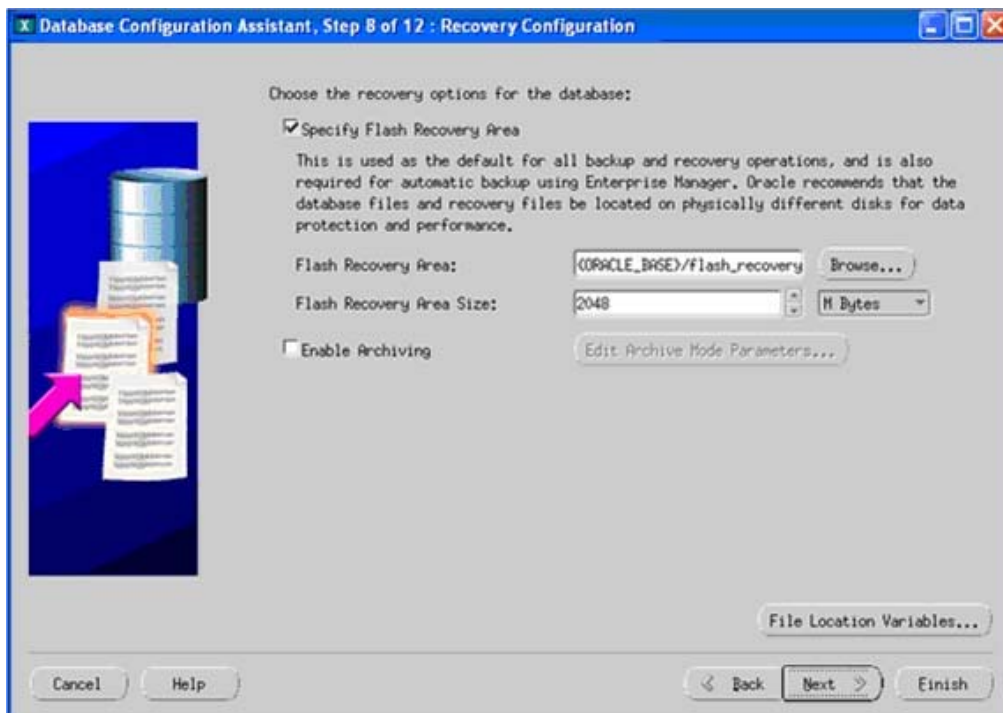 Database Configuration Assistant, Step 8 of 12 : Recovery Configuration
Choose the recovery options for the database:
Specify Flash Recovery Area
This is used as the default for all backup and recovery operations, and is also
required for automatic backup using Enterprise Manager. Oracle recommends that the
database files and recovery files be located on physically different disks for data
protection and performance.
Flash Recovery Area: {ORACLE_BASE}/flash_recovery Browse...
Flash Recovery Area Size: 2048 M Bytes
Enable Archiving Edit Archive Mode Parameters...
File Location Variables...
Cancel Help Back Next Finish